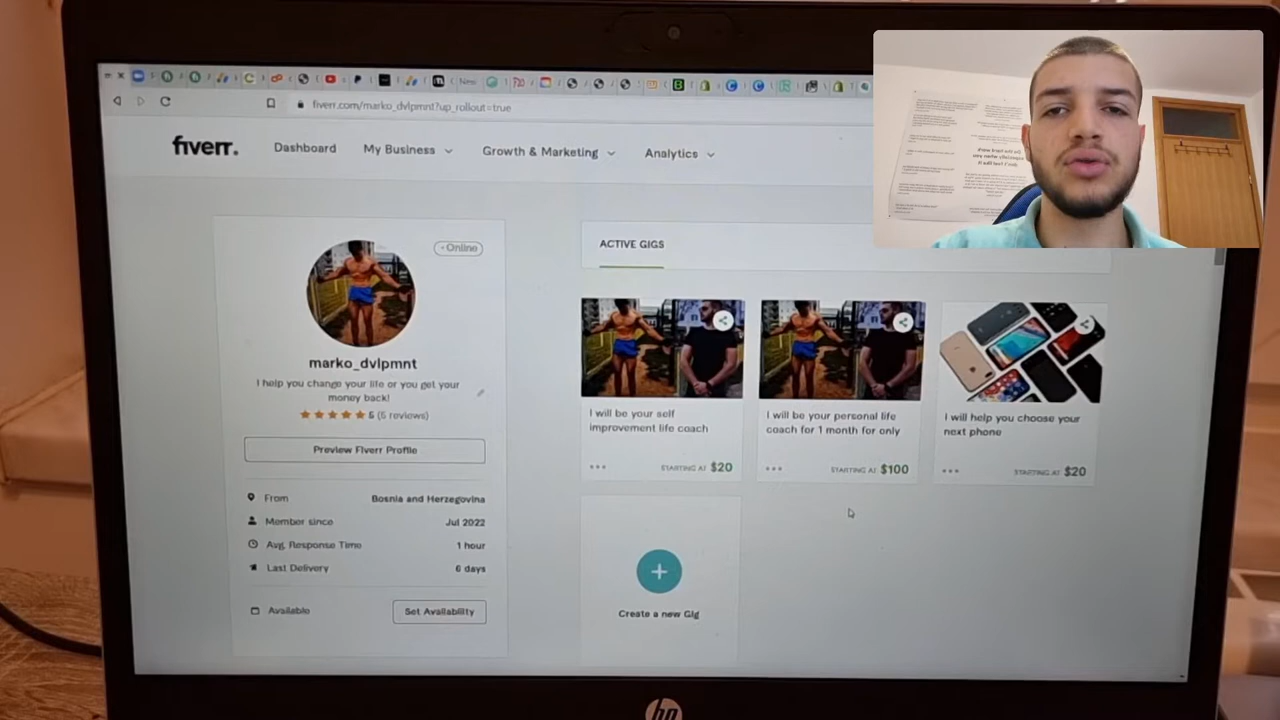 New
fiverr.com/marko_dvlpmnt?up_rollout=true
fiverr.
Dashboard
My Business
Growth & Marketing
Analytics
Online
marko_dvlpmnt
I help you change your life or you get your
money back!
5 (5 reviews)
Preview Fiverr Profile
From Bosnia and Herzegovina
Member since Jul 2022
Avg. Response Time 1 hour
Last Delivery 6 days
Available
Set Availability
ACTIVE GIGS
I will be your self
improvement life coach
STARTING AT $20
I will be your personal life
coach for 1 month for only
STARTING AT $100
I will help you choose your
next phone
STARTING AT $20
Create a new Gig
hp